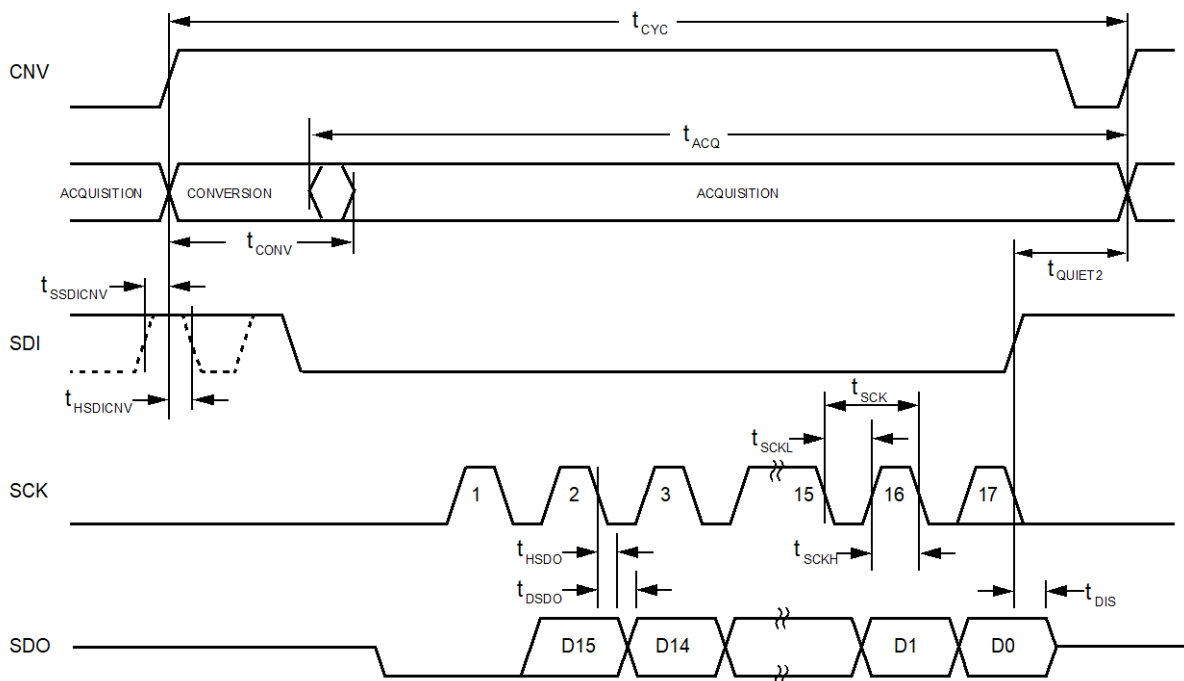 tCYC
CNV
tACQ
ACQUISITION CONVERSION ACQUISITION
tCONV
tQUIET2
tSSDICNV
SDI
tHSDICNV
tSCK
tSCKL
SCK 1 2 3 15 16 17
tHSDO tSCKH
tDSDO tDIS
SDO D15 D14 D1 D0